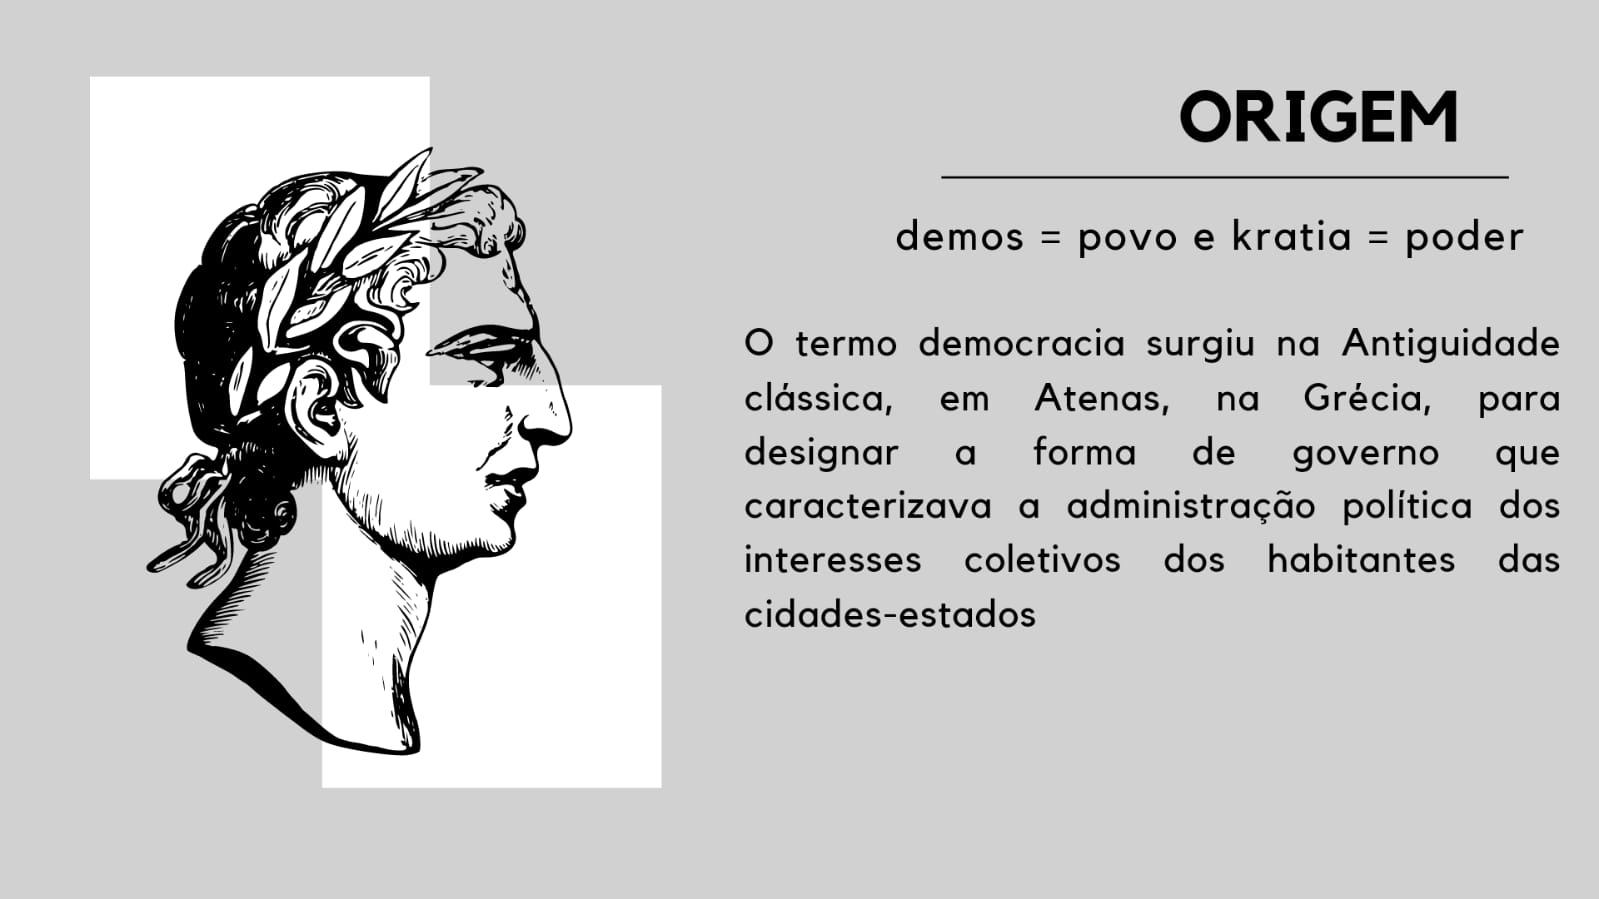 ORIGEM
demos = povo e kratia = poder
O termo democracia surgiu na Antiguidade
clássica, em Atenas, na Grécia, para
designar a forma de governo que
caracterizava a administração política dos
interesses coletivos dos habitantes das
cidades-estados